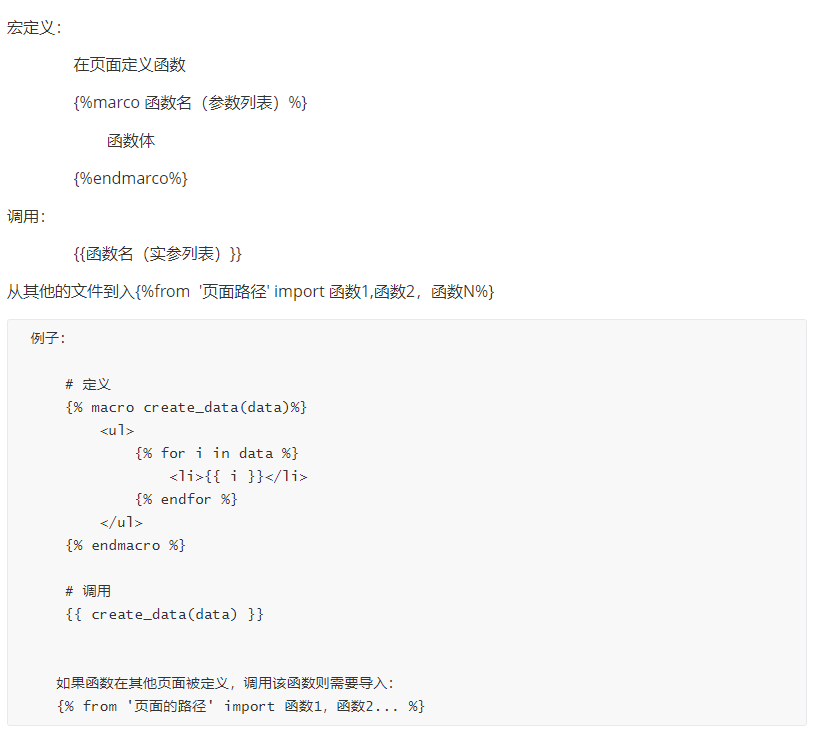 宏定义：
在页面定义函数
{%marco 函数名（参数列表）%}
函数体
{%endmarco%}
调用：
{{函数名（实参列表）}}
从其他的文件到入{%from  '页面路径' import 函数1,函数2，函数N%}
例子：
# 定义
{% macro create_data(data)%}
<ul>
{% for i in data %}
<li>{{ i }}</li>
{% endfor %}
</ul>
{% endmacro %}
# 调用
{{ create_data(data) }}
如果函数在其他页面被定义，调用该函数则需要导入：
{% from '页面的路径' import 函数1，函数2... %}